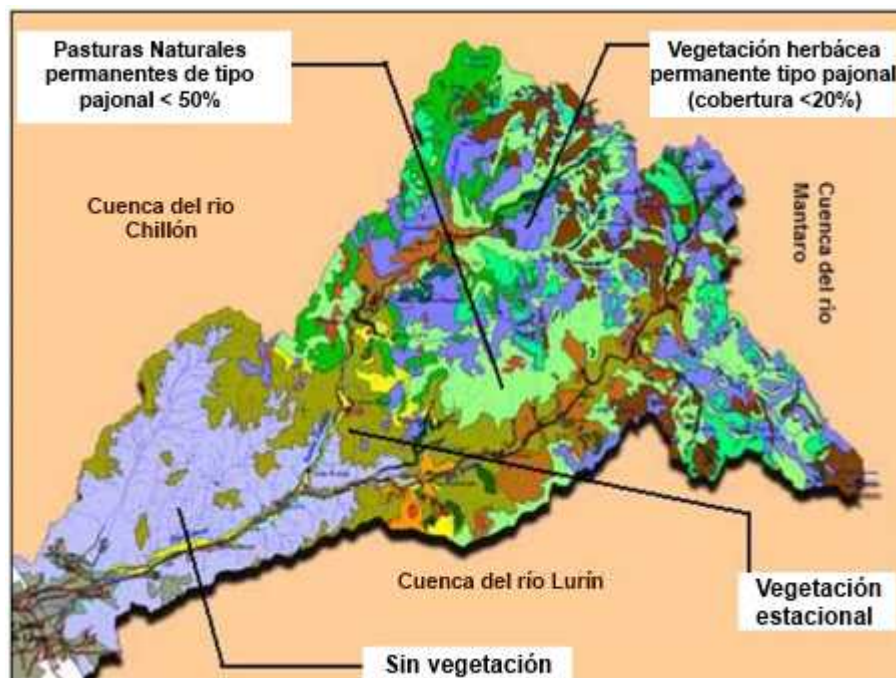 Pasturas Naturales
permanentes de tipo
pajonal < 50%
Vegetación herbácea
permanente tipo pajonal
(cobertura <20%)
Cuenca del rio
Chillón
Cuenca del río
Mantaro
Cuenca del río Lurín
Vegetación
estacional
Sin vegetación